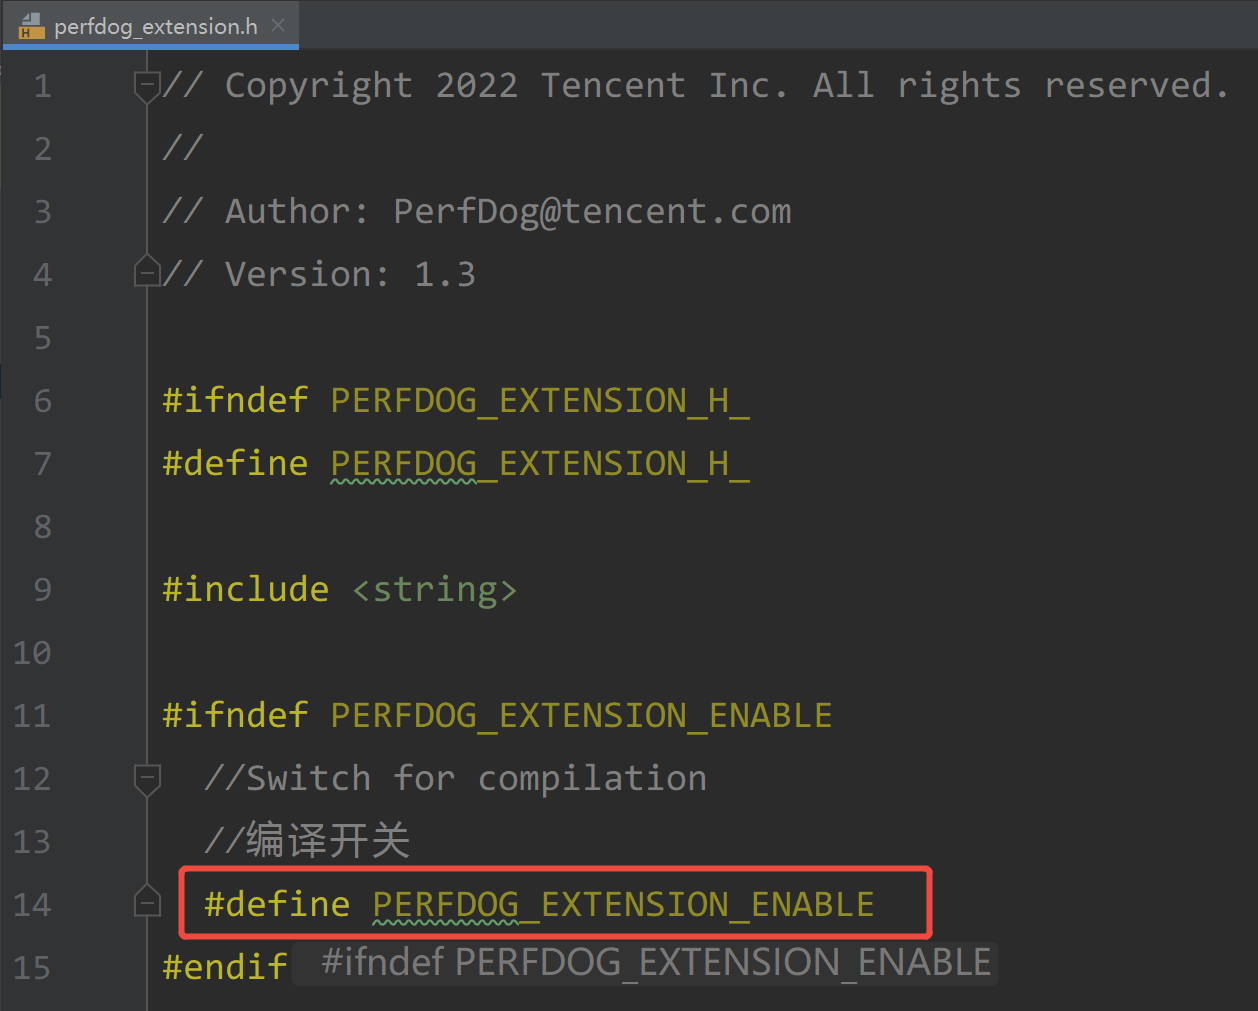 perfdog_extension.h
1 // Copyright 2022 Tencent Inc. All rights reserved.
2 //
3 // Author: PerfDog@tencent.com
4 // Version: 1.3
5
6 #ifndef PERFDOG_EXTENSION_H_
7 #define PERFDOG_EXTENSION_H_
8
9 #include <string>
10
11 #ifndef PERFDOG_EXTENSION_ENABLE
12 //Switch for compilation
13 //编译开关
14 #define PERFDOG_EXTENSION_ENABLE
15 #endif #ifndef PERFDOG_EXTENSION_ENABLE